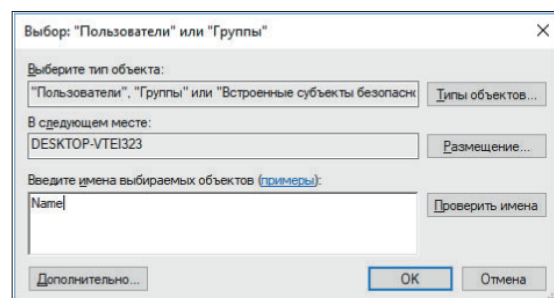 Выбор: "Пользователи" или "Группы"
Выберите тип объекта:
"Пользователи", "Группы" или "Встроенные субъекты безопасн
Типы объектов...
В следующем месте:
DESKTOP-VTEI323
Размещение...
Введите имена выбираемых объектов (примеры):
Name
Проверить имена
Дополнительно...
OK
Отмена